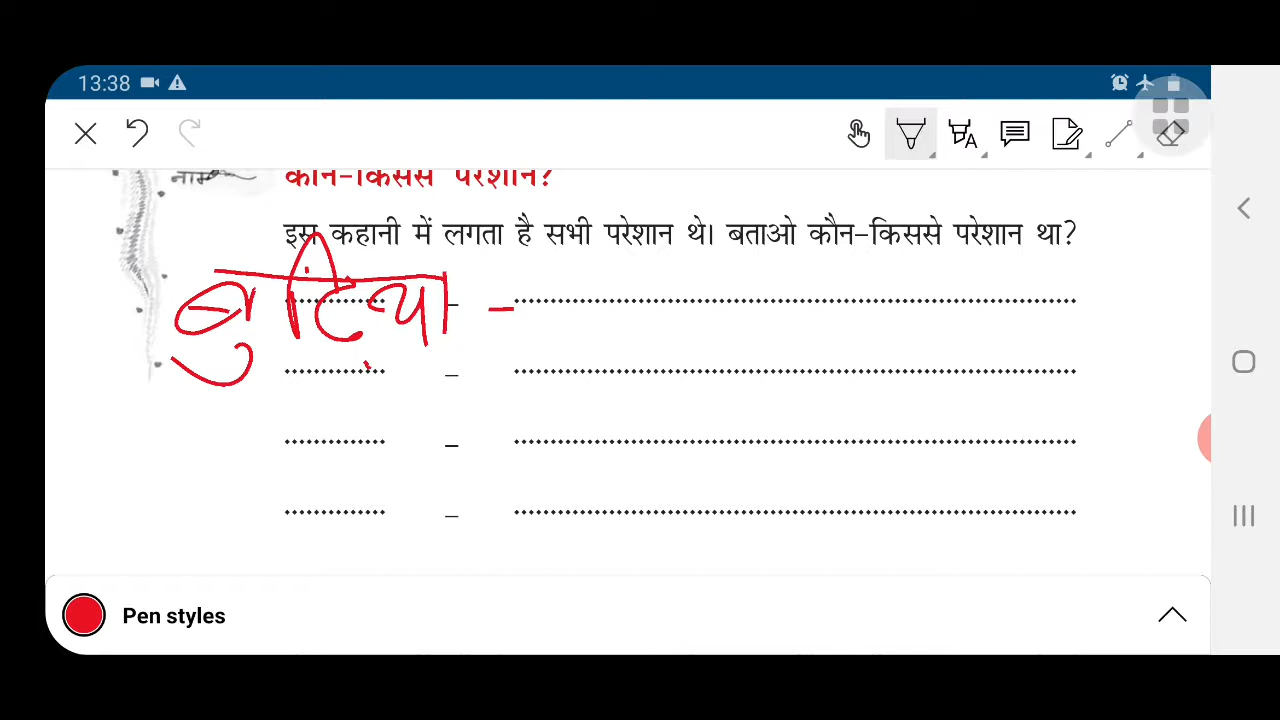 13:38
नाम
कौन-किससे परेशान?
इस कहानी में लगता है सभी परेशान थे। बताओ कौन-किससे परेशान था?
बुढ़िया - .............................................
.............. – .............................................
.............. – .............................................
.............. – .............................................
Pen styles